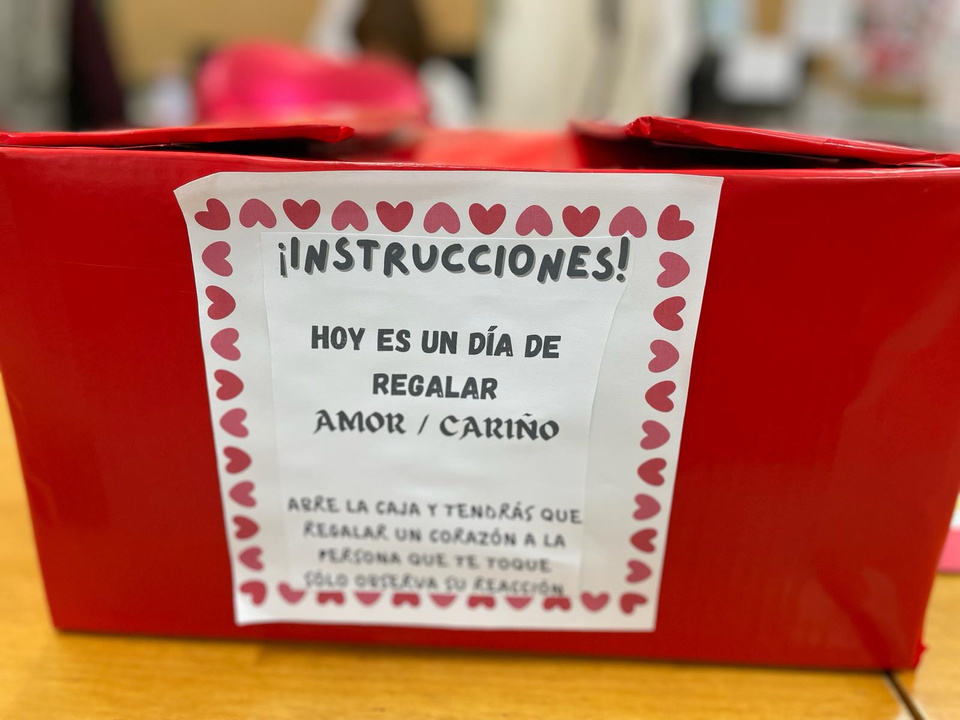 ¡INSTRUCCIONES!
HOY ES UN DÍA DE
REGALAR
AMOR / CARIÑO
ABRE LA CAJA Y TENDRÁS QUE
REGALAR UN CORAZÓN A LA
PERSONA QUE TE TOQUE
SÓLO OBSERVA SU REACCIÓN